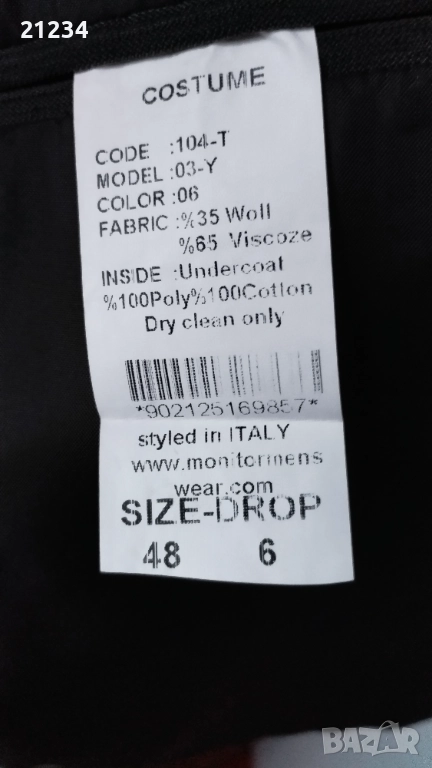 21234
COSTUME
CODE :104-T
MODEL :03-Y
COLOR :06
FABRIC :%35 Woll
%65 Viscoze
INSIDE :Undercoat
%100Poly%100Cotton
Dry clean only
*902125169857*
styled in ITALY
www.monitormens
wear.com
SIZE-DROP
48 6
BAZAR